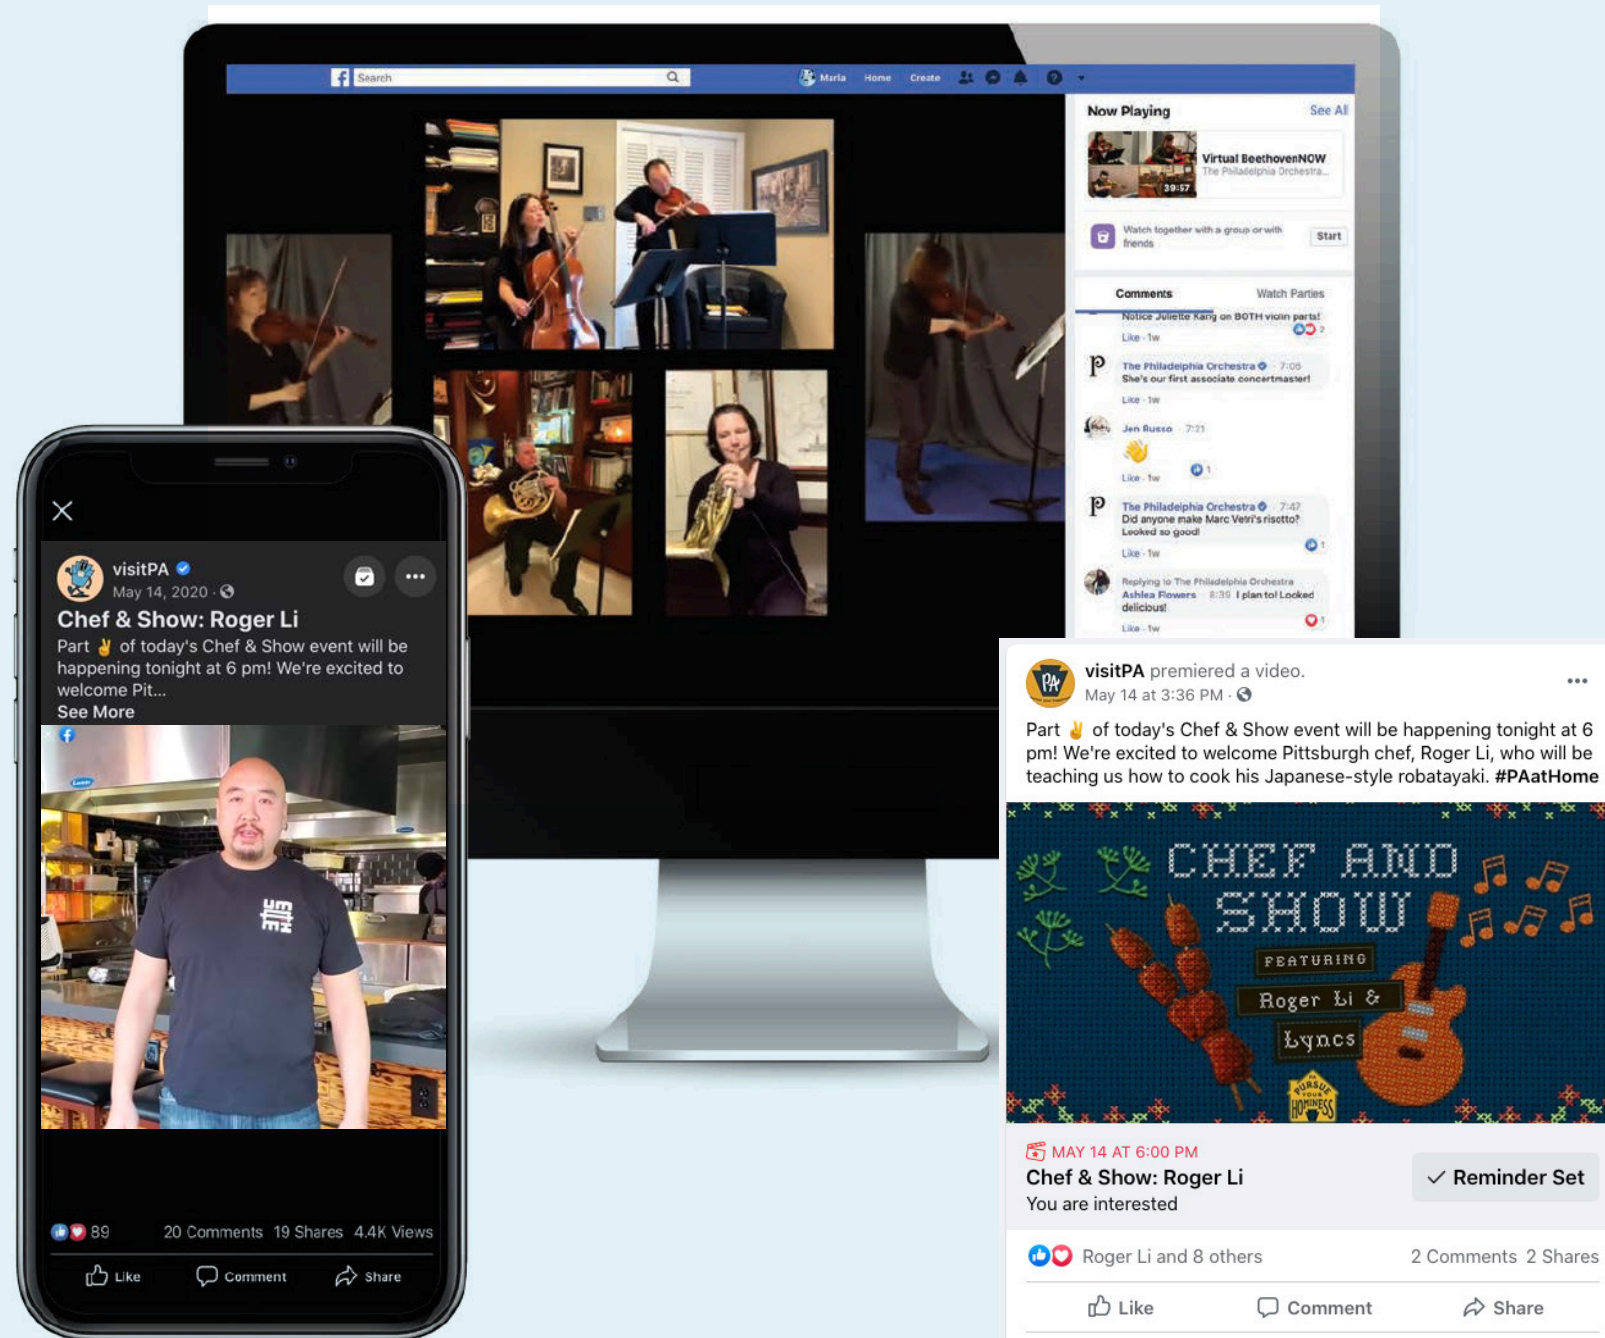 Search
Marla Home Create
Now Playing
See All
39:57
Virtual BeethovenNOW
The Philadelphia Orchestra...
Watch together with a group or with
friends
Start
Comments
Watch Parties
Notice Juliette Kang on BOTH violin parts!
2
Like · 1w
The Philadelphia Orchestra · 7:05
She's our first associate concertmaster!
Like · 1w
Jen Russo · 7:21
👋
1
Like · 1w
The Philadelphia Orchestra · 7:47
Did anyone make Marc Vetri's risotto?
Looked so good!
1
Like · 1w
Replying to The Philadelphia Orchestra
Ashlea Flowers · 8:39 I plan to! Looked
delicious!
1
Like · 1w
visitPA
May 14, 2020 ·
Chef & Show: Roger Li
Part ✌ of today's Chef & Show event will be
happening tonight at 6 pm! We're excited to
welcome Pit...
See More
89
20 Comments 19 Shares 4.4K Views
Like Comment Share
visitPA premiered a video.
May 14 at 3:36 PM ·
Part ✌ of today's Chef & Show event will be happening tonight at 6
pm! We're excited to welcome Pittsburgh chef, Roger Li, who will be
teaching us how to cook his Japanese-style robatayaki. #PAatHome
PA
CHEF AND
SHOW
FEATURING
Roger Li &
Lyncs
PA
PURSUE
YOUR
HOMINESS
MAY 14 AT 6:00 PM
Chef & Show: Roger Li
You are interested
Reminder Set
Roger Li and 8 others
2 Comments 2 Shares
Like Comment Share